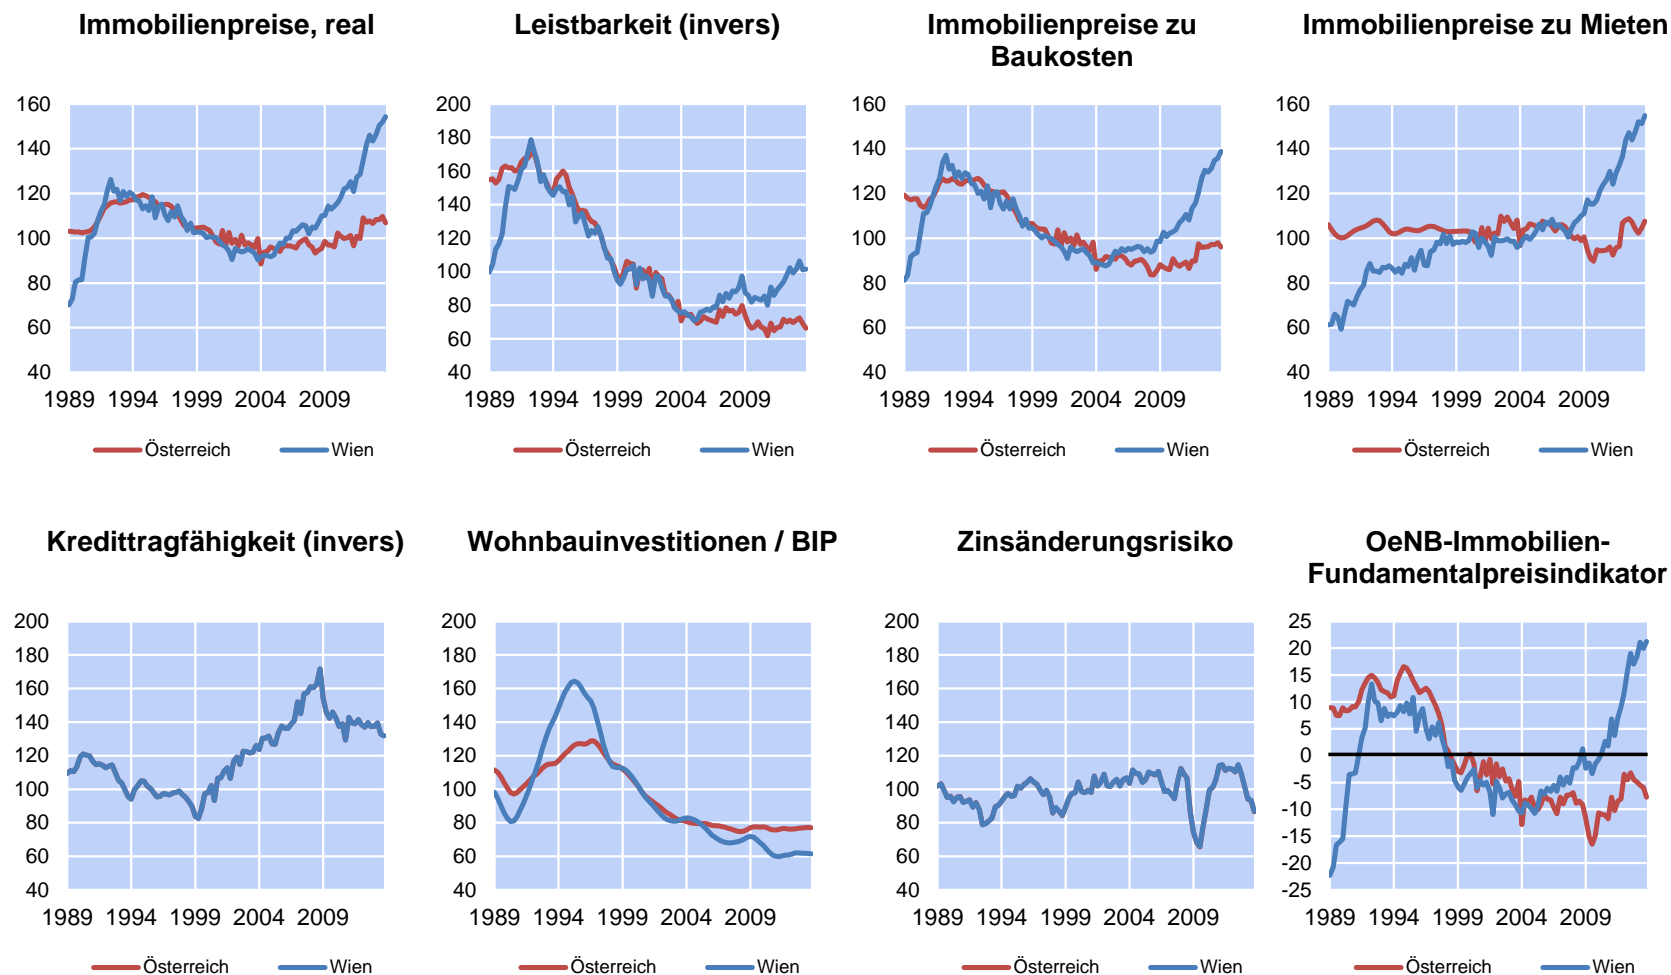 Immobilienpreise, real
160
140
120
100
80
60
40
1989 1994 1999 2004 2009
Österreich Wien
Leistbarkeit (invers)
200
180
160
140
120
100
80
60
40
1989 1994 1999 2004 2009
Österreich Wien
Immobilienpreise zu
Baukosten
160
140
120
100
80
60
40
1989 1994 1999 2004 2009
Österreich Wien
Immobilienpreise zu Mieten
160
140
120
100
80
60
40
1989 1994 1999 2004 2009
Österreich Wien
Kredittragfähigkeit (invers)
200
180
160
140
120
100
80
60
40
1989 1994 1999 2004 2009
Österreich Wien
Wohnbauinvestitionen / BIP
200
180
160
140
120
100
80
60
40
1989 1994 1999 2004 2009
Österreich Wien
Zinsänderungsrisiko
200
180
160
140
120
100
80
60
40
1989 1994 1999 2004 2009
Österreich Wien
OeNB-Immobilien-
Fundamentalpreisindikator
25
20
15
10
5
0
-5
-10
-15
-20
-25
1989 1994 1999 2004 2009
Österreich Wien